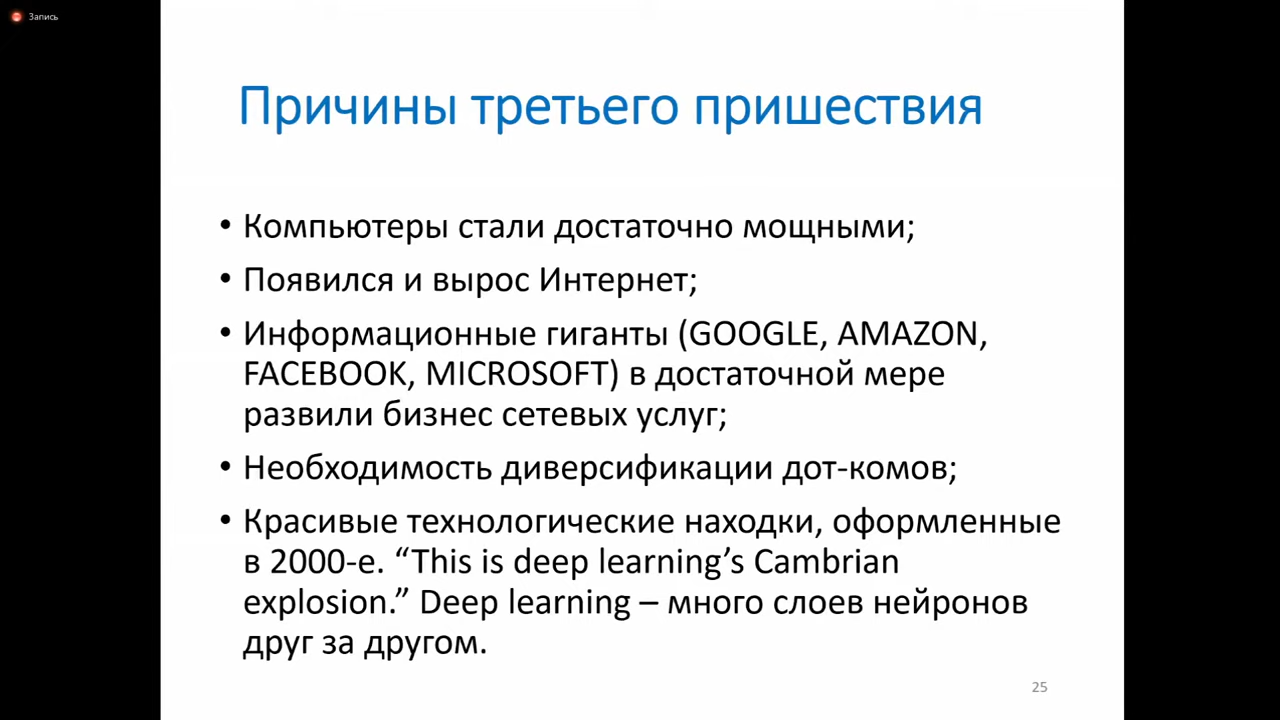 Запись
Причины третьего пришествия
• Компьютеры стали достаточно мощными;
• Появился и вырос Интернет;
• Информационные гиганты (GOOGLE, AMAZON,
FACEBOOK, MICROSOFT) в достаточной мере
развили бизнес сетевых услуг;
• Необходимость диверсификации дот-комов;
• Красивые технологические находки, оформленные
в 2000-е. “This is deep learning’s Cambrian
explosion.” Deep learning – много слоев нейронов
друг за другом.
25